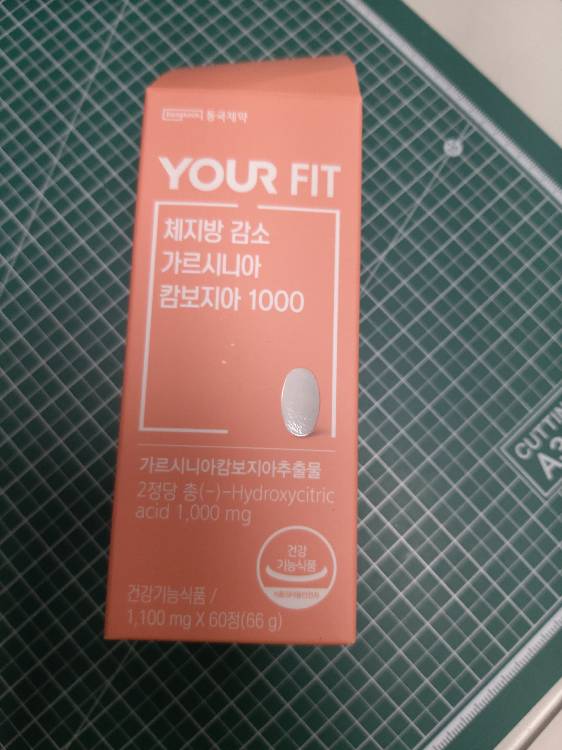 동국제약
YOUR FIT
체지방 감소
가르시니아
캄보지아 1000
가르시니아캄보지아추출물
2정당 총(-)-Hydroxycitric
acid 1,000 mg
건강
기능식품
건강기능식품 /
1,100 mg X 60정(66 g)
CUTTIN
A3